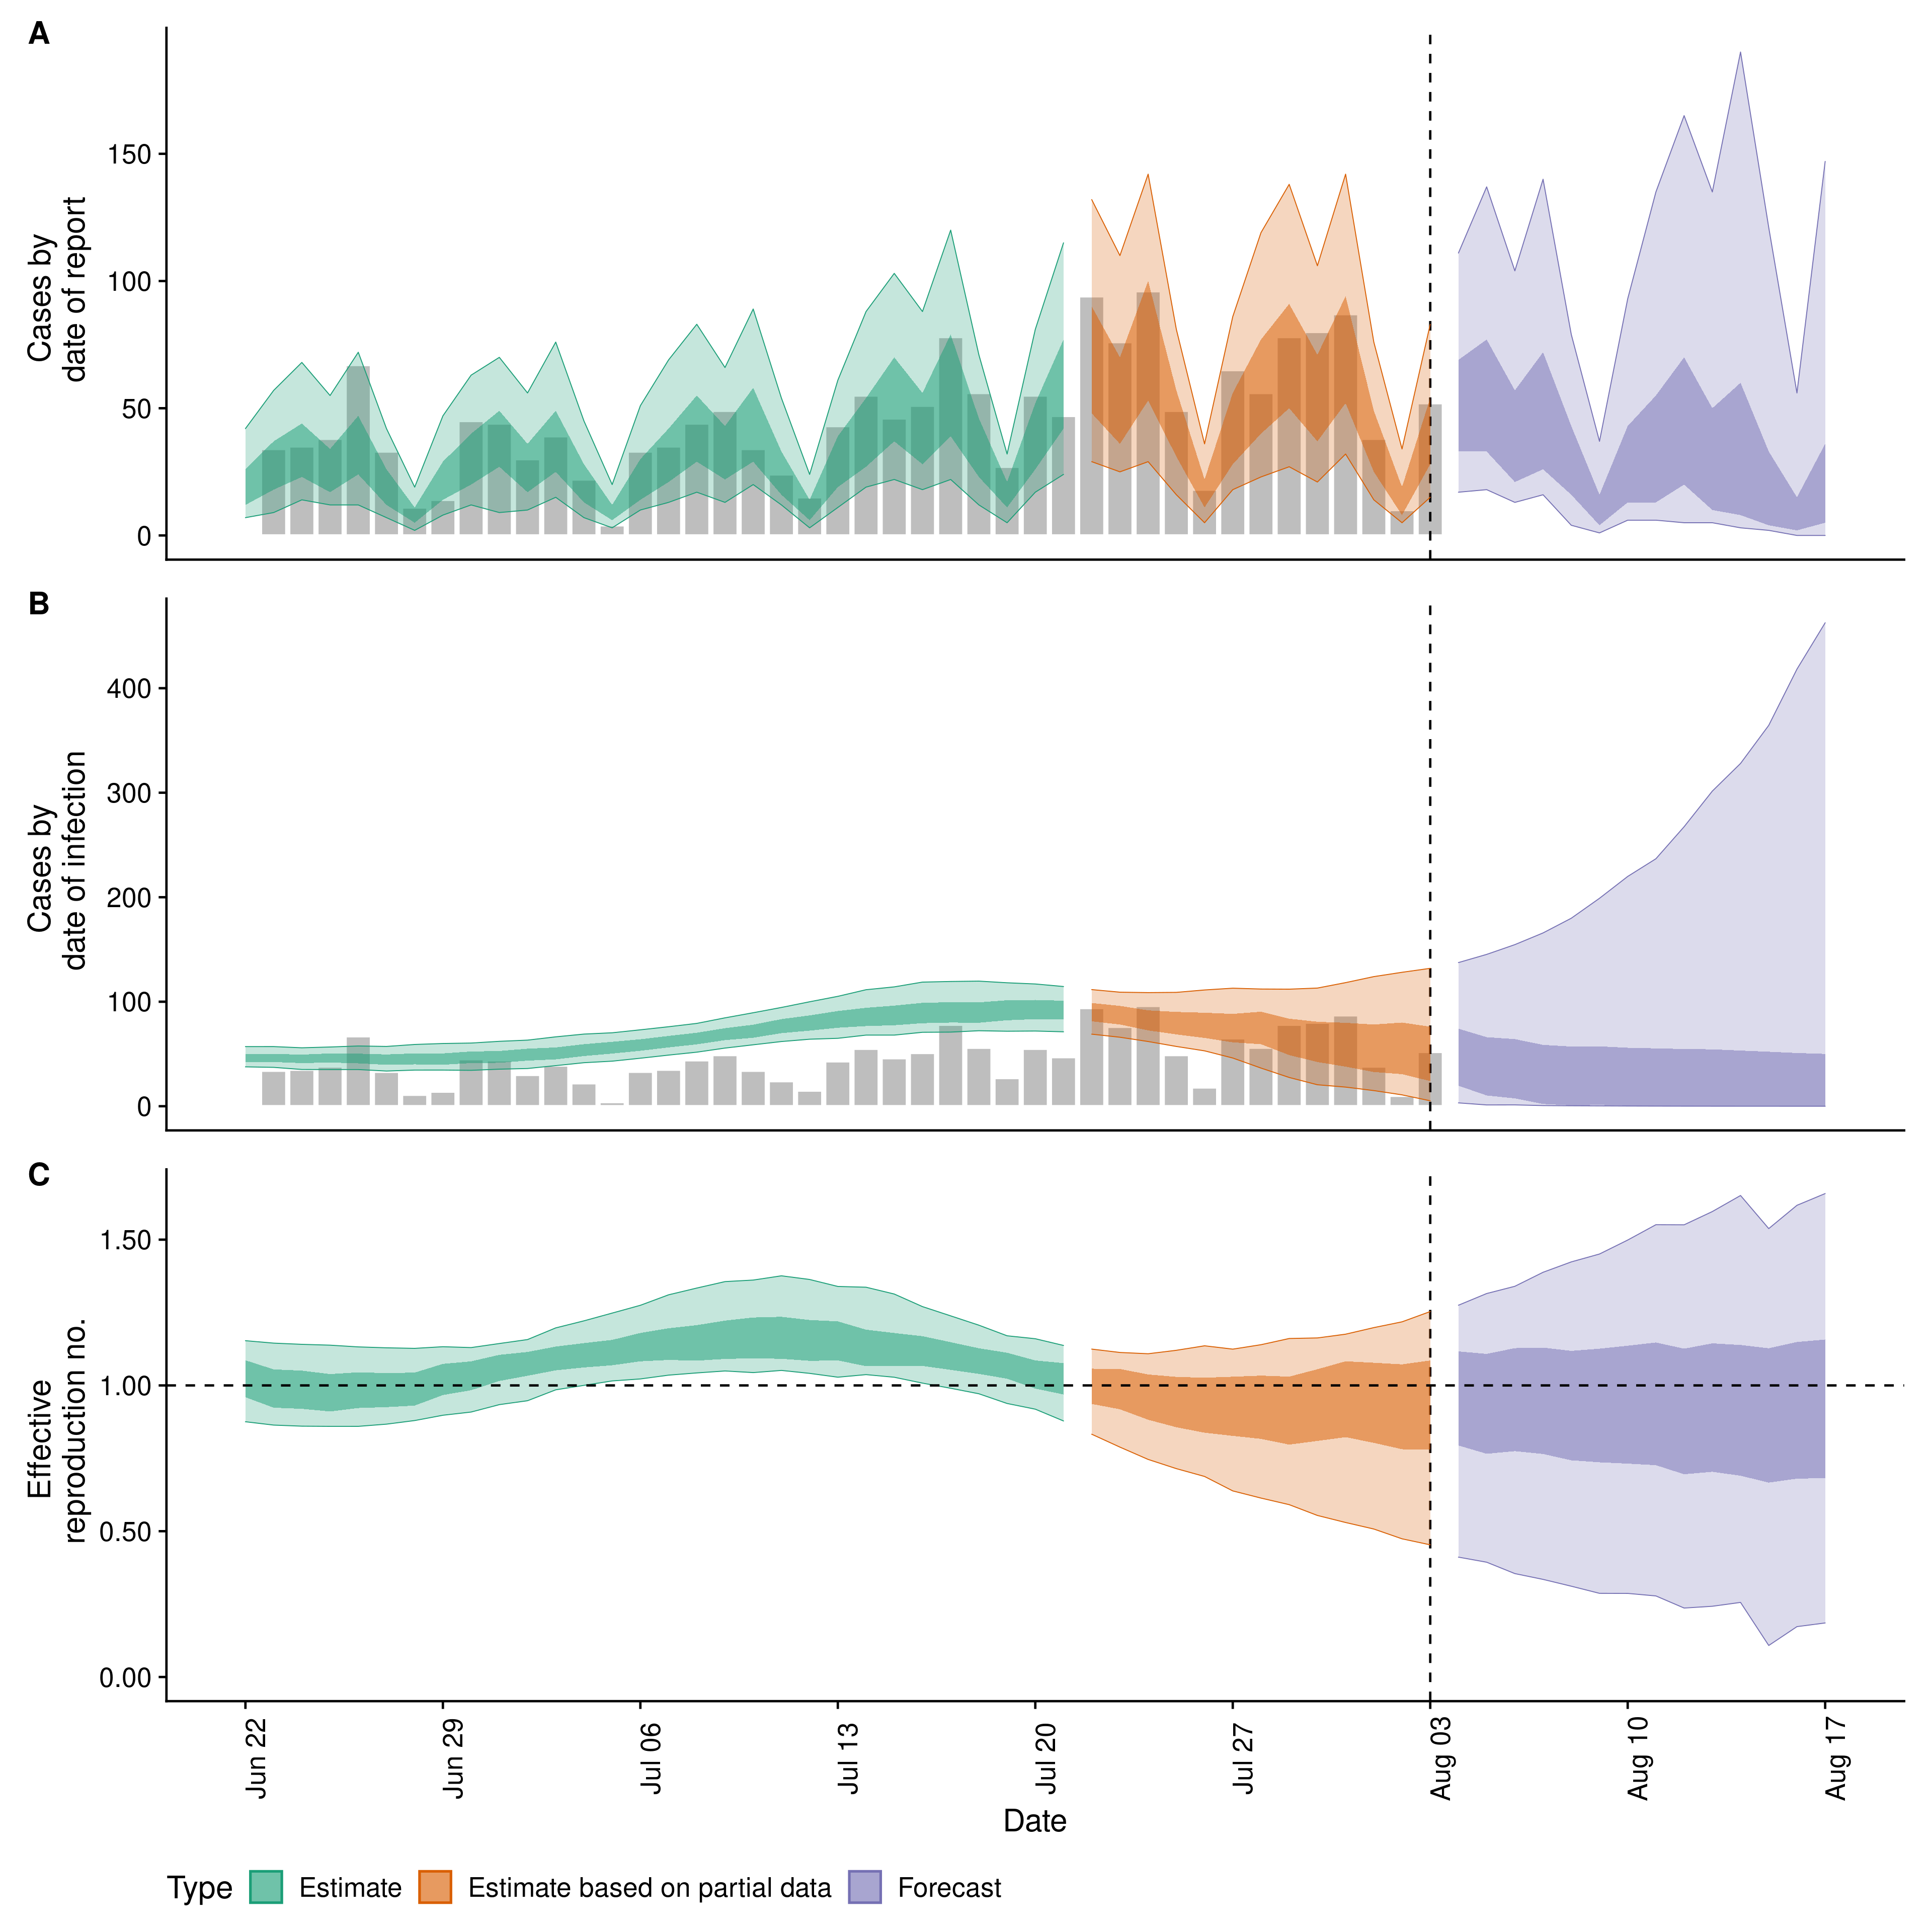 A
Cases by
date of report
150
100
50
0
B
Cases by
date of infection
400
300
200
100
0
C
Effective
reproduction no.
1.50
1.00
0.50
0.00
Jun 22
Jun 29
Jul 06
Jul 13
Jul 20
Jul 27
Aug 03
Aug 10
Aug 17
Date
Type Estimate Estimate based on partial data Forecast